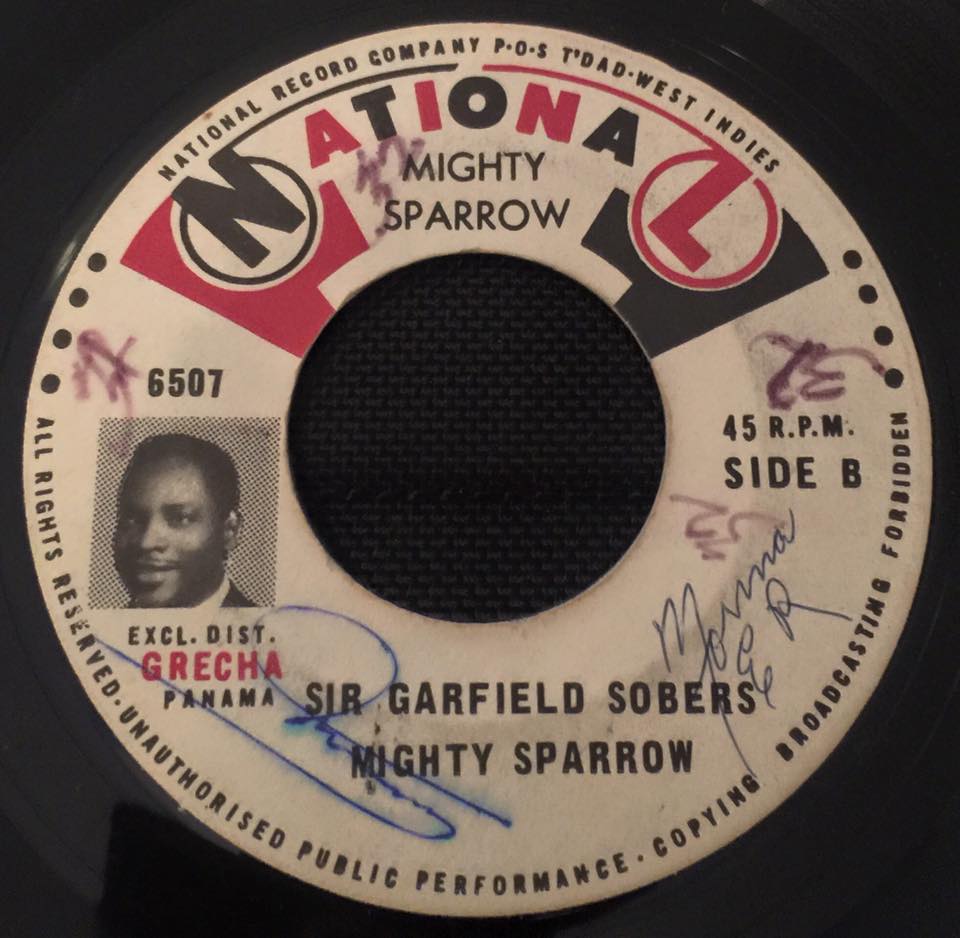 NATIONAL RECORD COMPANY P·O·S T'DAD·WEST INDIES
NATIONAL
MIGHTY
SPARROW
6507
45 R.P.M.
SIDE B
EXCL. DIST.
GRECHA
PANAMA
Morina
SIR GARFIELD SOBERS
MIGHTY SPARROW
ALL RIGHTS RESERVED·UNAUTHORISED PUBLIC PERFORMANCE·COPYING BROADCASTING FORBIDDEN